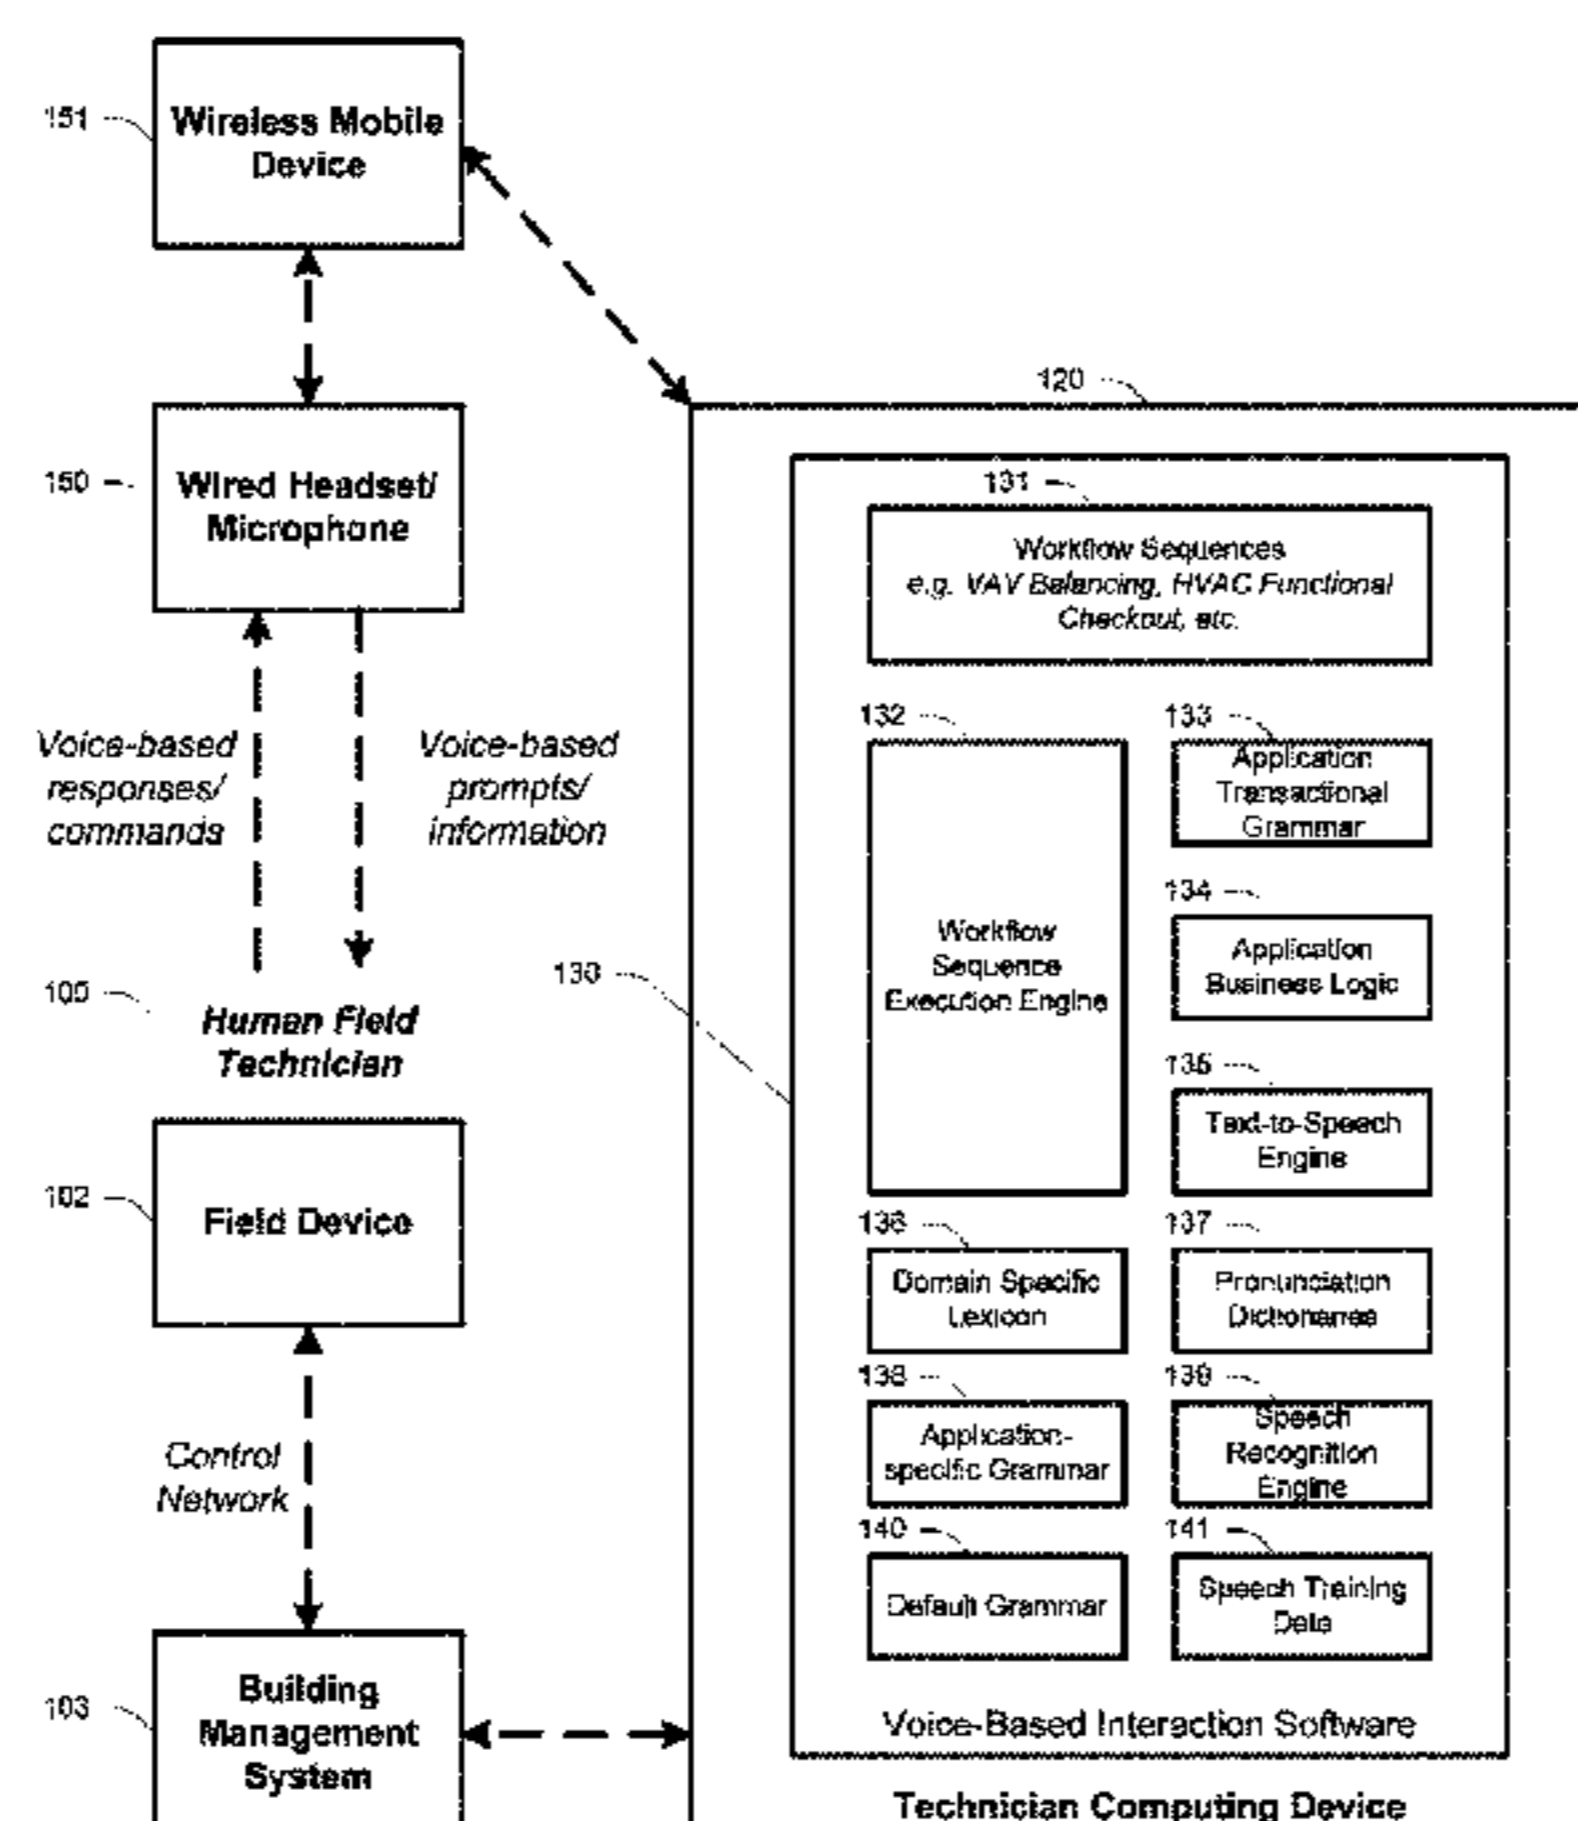 151
Wireless Mobile
Device
150
Wired Headset/
Microphone
Voice-based
responses/
commands
Voice-based
prompts/
information
105
Human Field
Technician
102
Field Device
Control
Network
103
Building
Management
System
120
131
Workflow Sequences
e.g. VAV Balancing, HVAC Functional
Checkout, etc.
130
132
Workflow
Sequence
Execution Engine
133
Application
Transactional
Grammar
134
Application
Business Logic
135
Text-to-Speech
Engine
136
Domain Specific
Lexicon
137
Pronunciation
Dictionaries
138
Application-
specific Grammar
139
Speech
Recognition
Engine
140
Default Grammar
141
Speech Training
Data
Voice-Based Interaction Software
Technician Computing Device